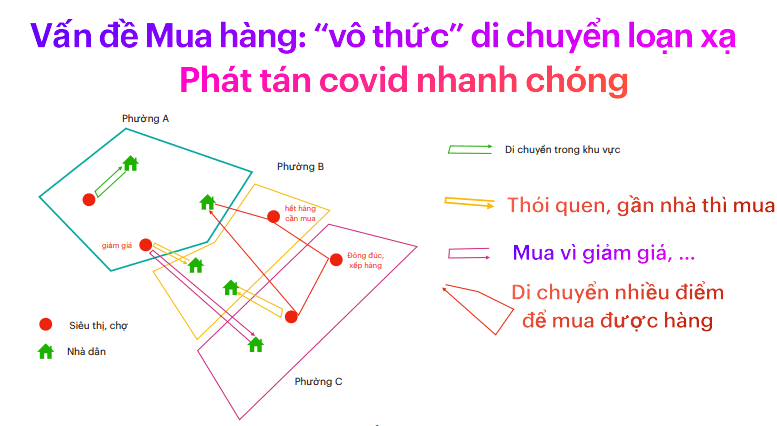 Vấn đề Mua hàng: “vô thức” di chuyển loạn xạ
Phát tán covid nhanh chóng
Phường A
Phường B
hết hàng
cần mua
giảm giá
Đông đúc,
xếp hàng
Phường C
Siêu thị, chợ
Nhà dân
Di chuyển trong khu vực
Thói quen, gần nhà thì mua
Mua vì giảm giá, ...
Di chuyển nhiều điểm
để mua được hàng